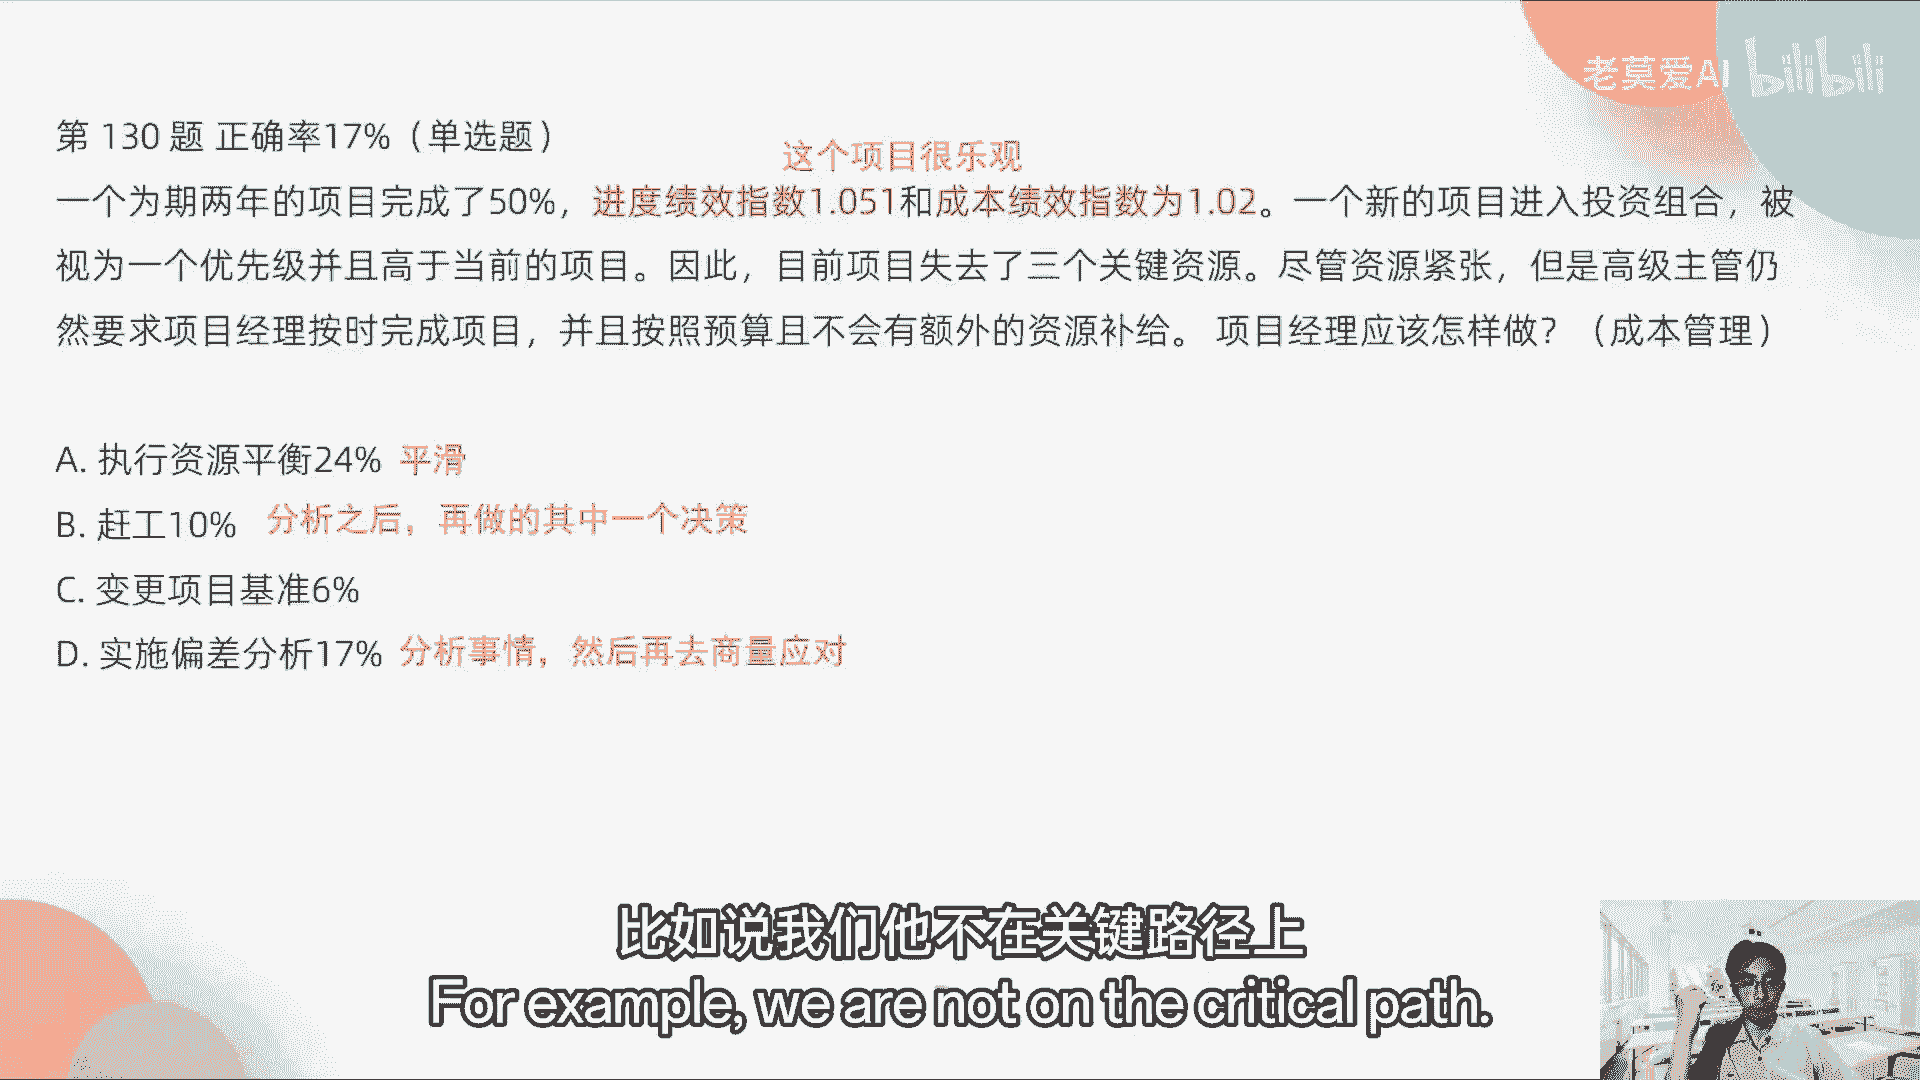 老莫爱AI bilibili
第 130 题 正确率17%（单选题）
这个项目很乐观
一个为期两年的项目完成了50%，进度绩效指数1.051和成本绩效指数为1.02。一个新的项目进入投资组合，被
视为一个优先级并且高于当前的项目。因此，目前项目失去了三个关键资源。尽管资源紧张，但是高级主管仍
然要求项目经理按时完成项目，并且按照预算且不会有额外的资源补给。 项目经理应该怎样做？（成本管理）
A. 执行资源平衡24% 平滑
B. 赶工10% 分析之后，再做的其中一个决策
C. 变更项目基准6%
D. 实施偏差分析17% 分析事情，然后再去商量应对
比如说我们他不在关键路径上
For example, we are not on the critical path.